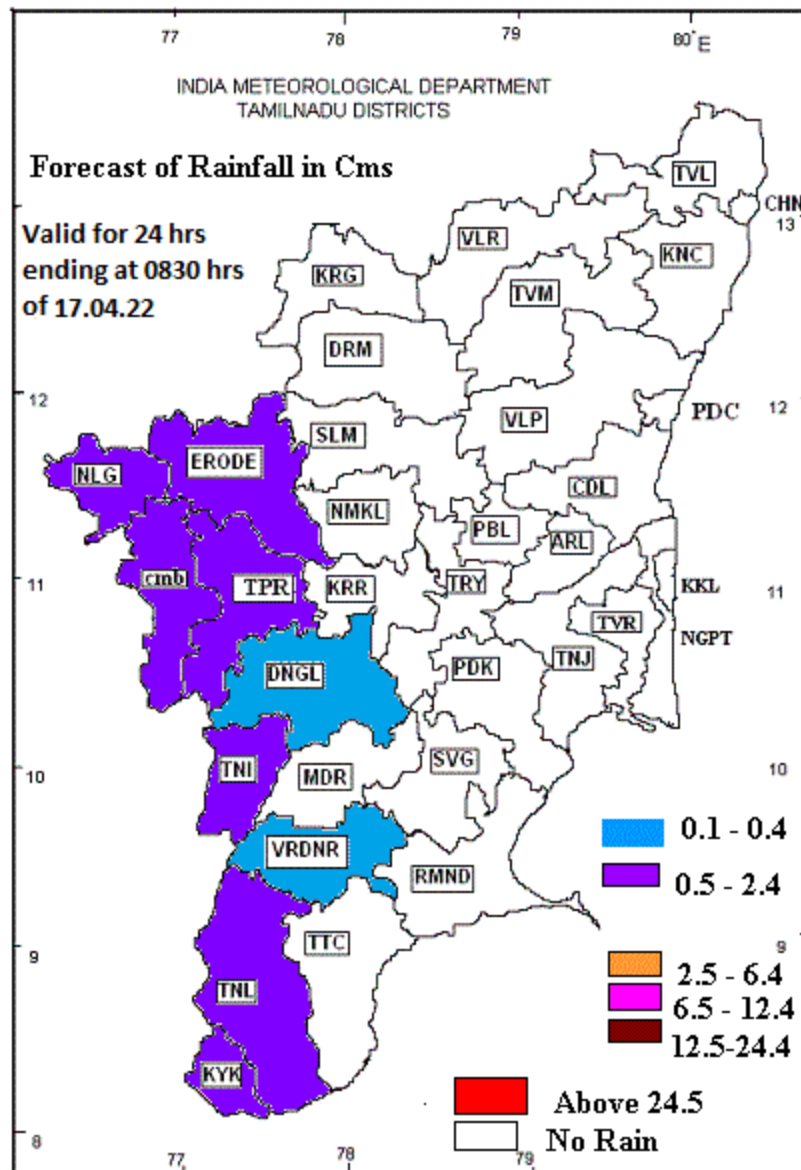 77 78 79 80° E
INDIA METEOROLOGICAL DEPARTMENT
TAMILNADU DISTRICTS
Forecast of Rainfall in Cms
Valid for 24 hrs
ending at 0830 hrs
of 17.04.22
TVL
CHN
13
VLR
KNC
KRG
TVM
DRM
12
PDC
12
VLP
SLM
ERODE
NLG
CDL
NMKL
PBL
ARL
11
cmb
TPR
KRR
TRY
KKL
11
TVR
NGPT
DNGL
PDK
TNJ
10
TNI
MDR
SVG
10
0.1 - 0.4
VRDNR
RMND
0.5 - 2.4
9
TTC
9
2.5 - 6.4
TNL
6.5 - 12.4
12.5-24.4
KYK
Above 24.5
8
No Rain
77 78 79